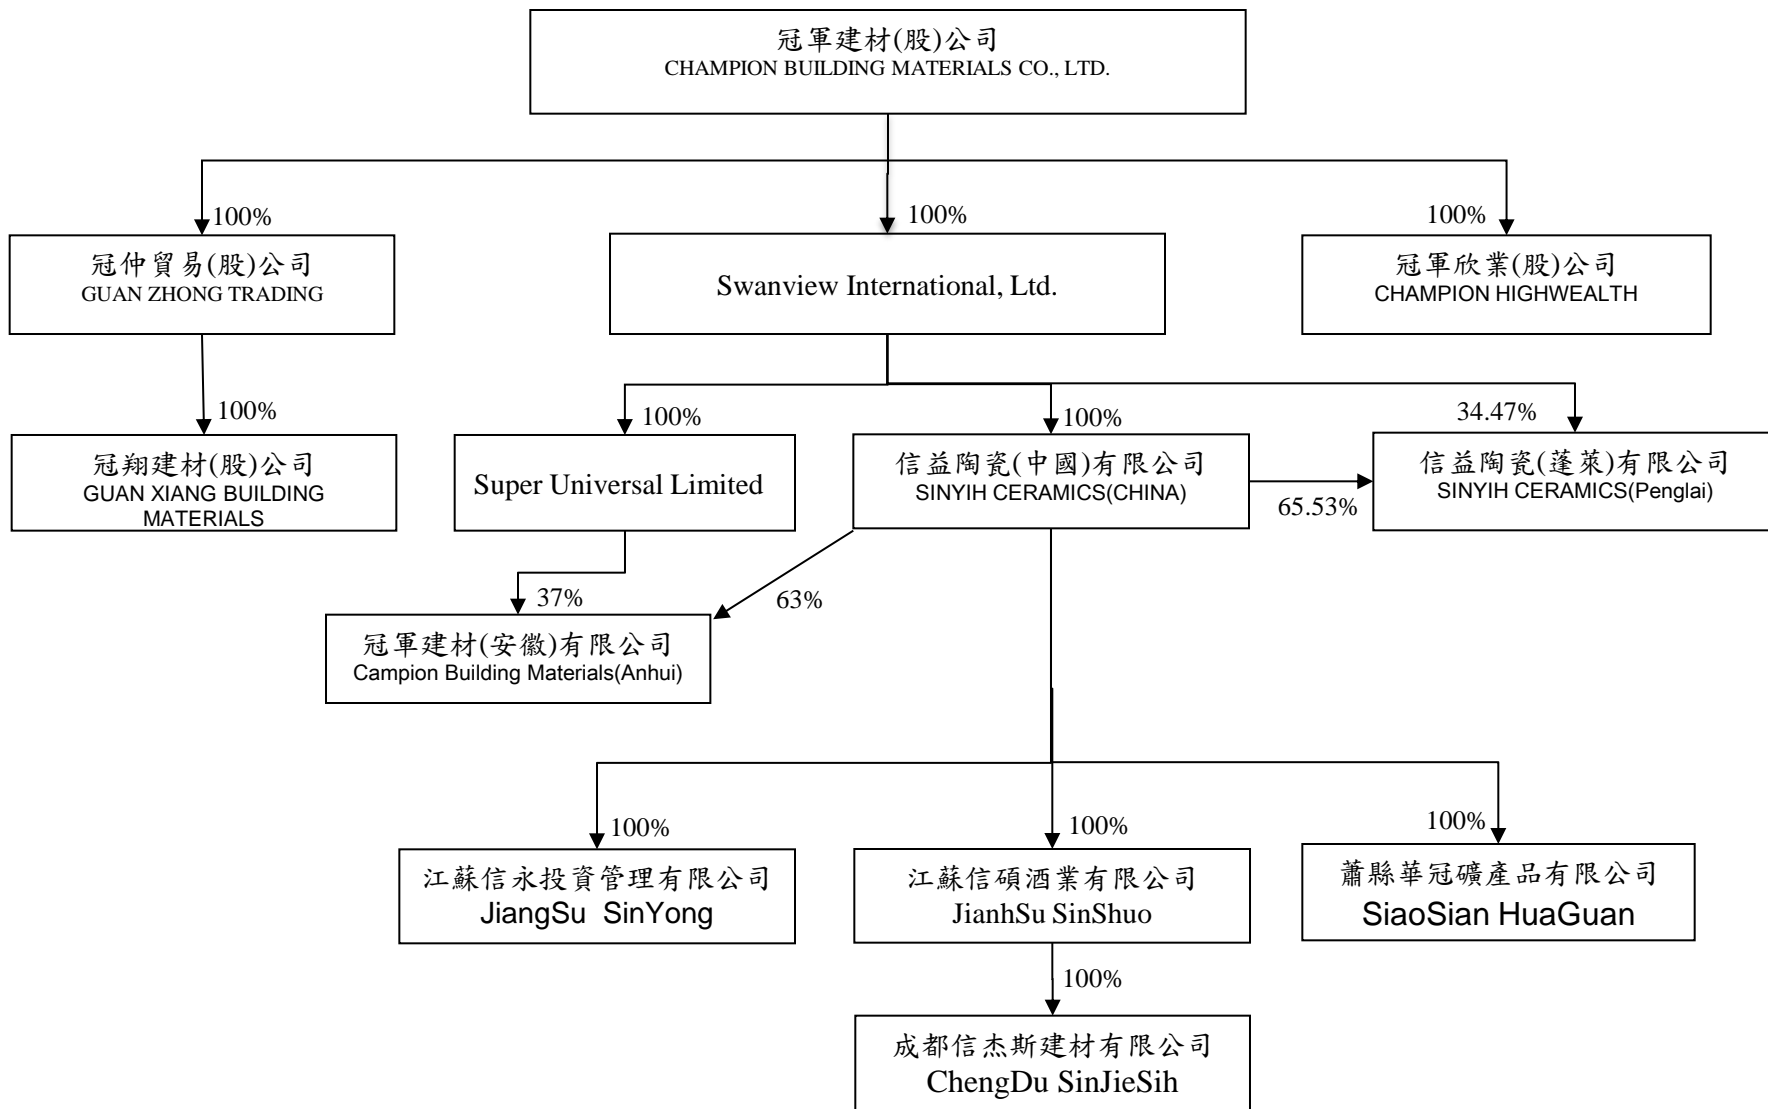 冠軍建材(股)公司
CHAMPION BUILDING MATERIALS CO., LTD.
100%
100%
100%
冠仲貿易(股)公司
GUAN ZHONG TRADING
Swanview International, Ltd.
冠軍欣業(股)公司
CHAMPION HIGHWEALTH
100%
100%
100%
34.47%
冠翔建材(股)公司
GUAN XIANG BUILDING
MATERIALS
Super Universal Limited
信益陶瓷(中國)有限公司
SINYIH CERAMICS(CHINA)
65.53%
信益陶瓷(蓬萊)有限公司
SINYIH CERAMICS(Penglai)
37%
63%
冠軍建材(安徽)有限公司
Campion Building Materials(Anhui)
100%
100%
100%
江蘇信永投資管理有限公司
JiangSu  SinYong
江蘇信碩酒業有限公司
JianhSu SinShuo
蕭縣華冠礦產品有限公司
SiaoSian HuaGuan
100%
成都信杰斯建材有限公司
ChengDu SinJieSih